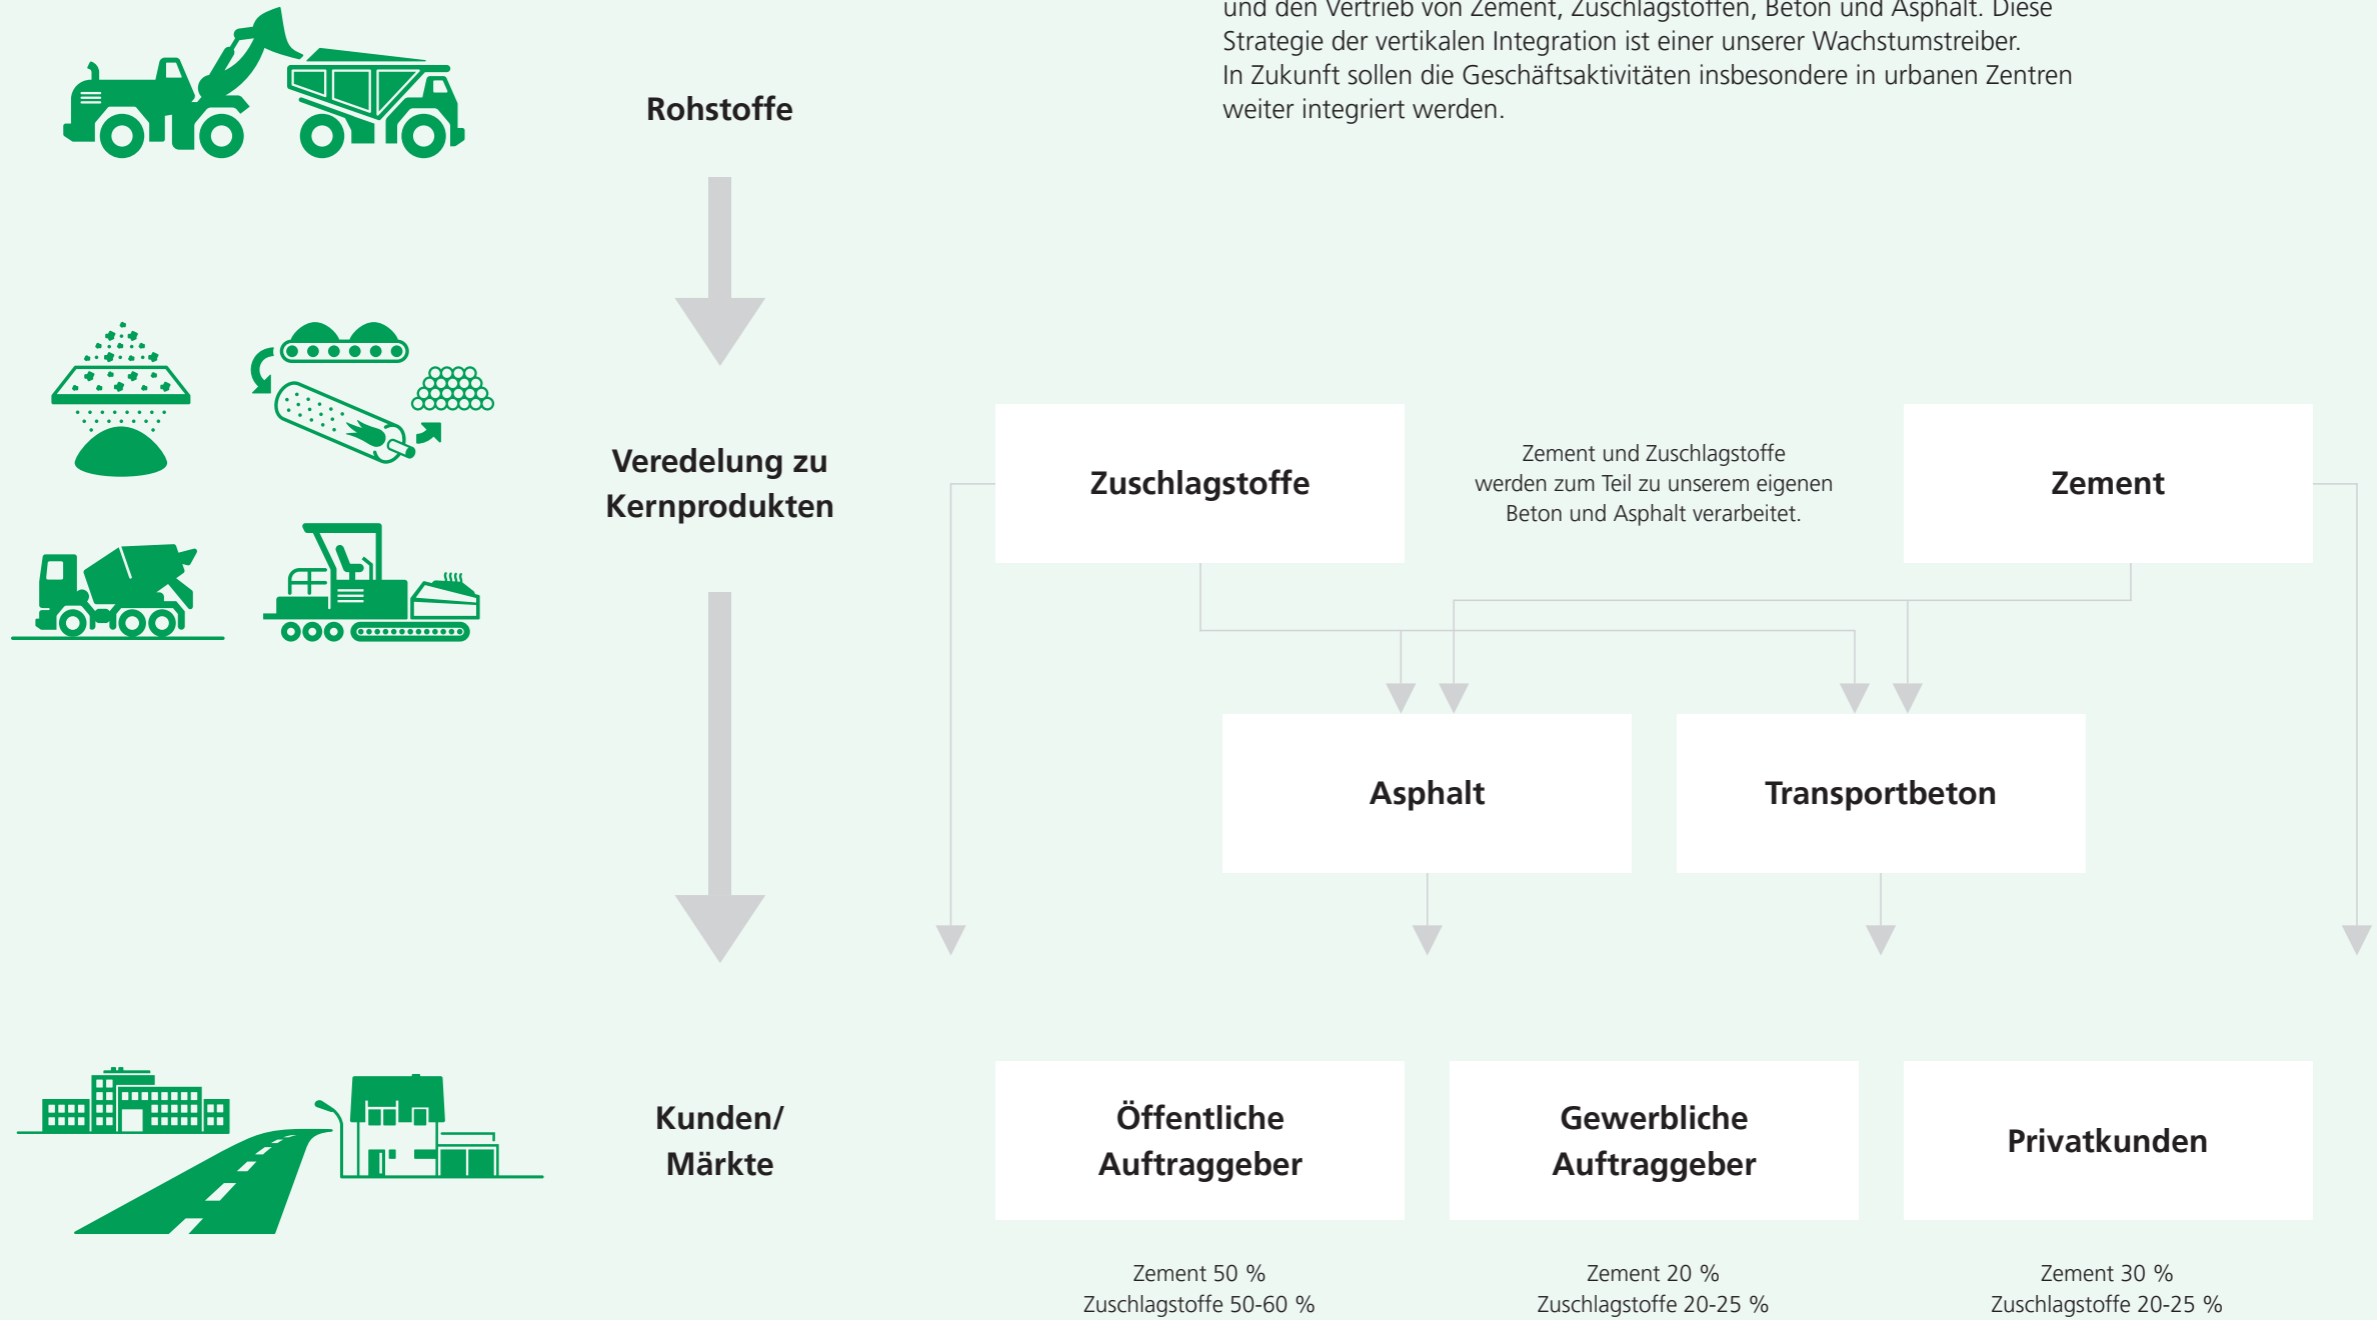 und den Vertrieb von Zement, Zuschlagstoffen, Beton und Asphalt. Diese
Strategie der vertikalen Integration ist einer unserer Wachstumstreiber.
In Zukunft sollen die Geschäftsaktivitäten insbesondere in urbanen Zentren
weiter integriert werden.
Rohstoffe
Veredelung zu
Kernprodukten
Zuschlagstoffe
Zement und Zuschlagstoffe
werden zum Teil zu unserem eigenen
Beton und Asphalt verarbeitet.
Zement
Asphalt
Transportbeton
Kunden/
Märkte
Öffentliche
Auftraggeber
Gewerbliche
Auftraggeber
Privatkunden
Zement 50 %
Zuschlagstoffe 50-60 %
Zement 20 %
Zuschlagstoffe 20-25 %
Zement 30 %
Zuschlagstoffe 20-25 %